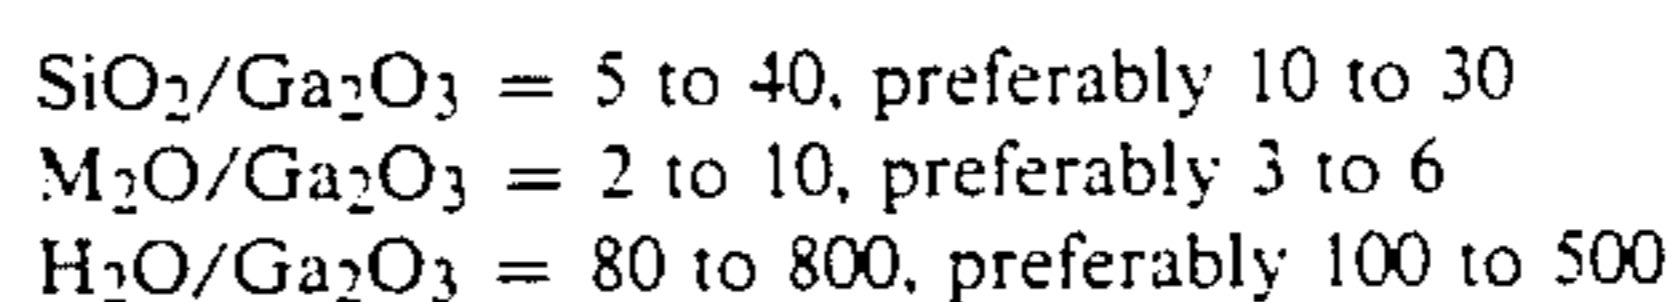 SiO₂/Ga₂O₃ = 5 to 40, preferably 10 to 30
M₂O/Ga₂O₃ = 2 to 10, preferably 3 to 6
H₂O/Ga₂O₃ = 80 to 800, preferably 100 to 500